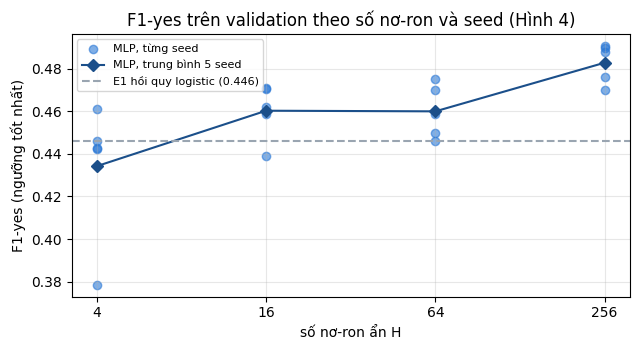 F1-yes trên validation theo số nơ-ron và seed (Hình 4)
MLP, từng seed
MLP, trung bình 5 seed
E1 hồi quy logistic (0.446)
F1-yes (ngưỡng tốt nhất)
0.48
0.46
0.44
0.42
0.40
0.38
4
16
64
256
số nơ-ron ẩn H